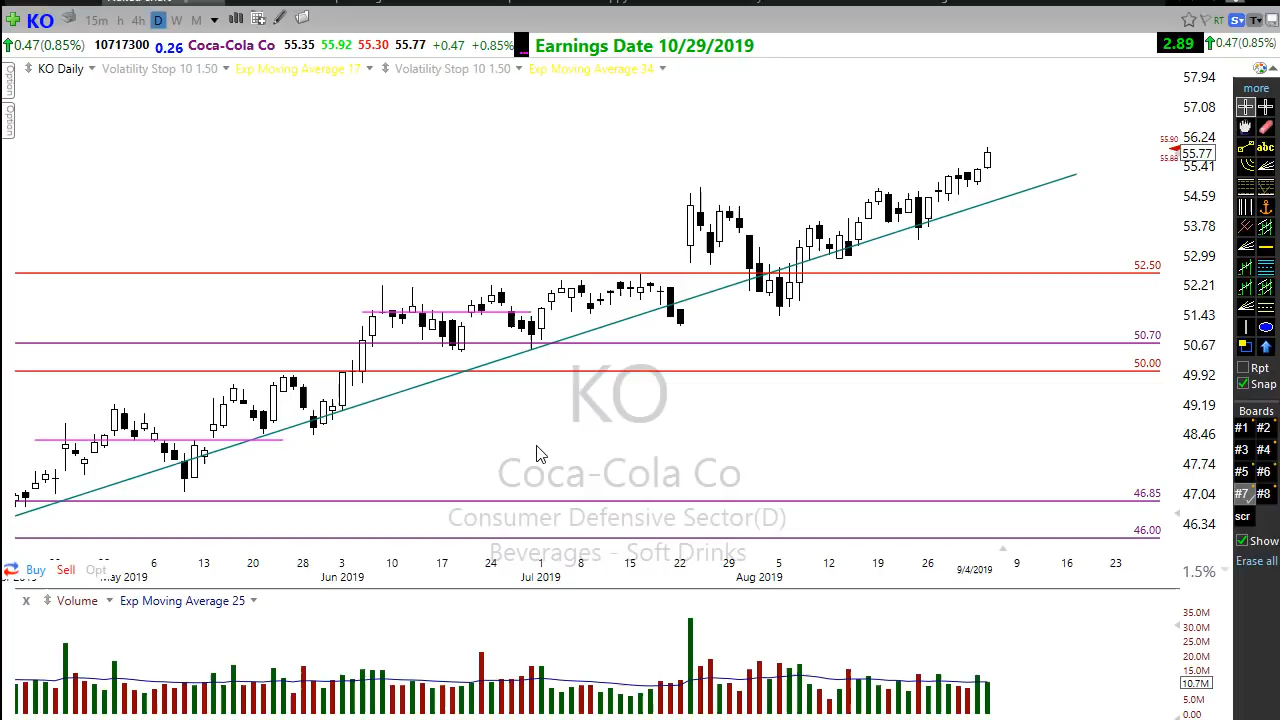 KO 15m h 4h D W M RT S T
0.47(0.85%) 10717300 0.26 Coca-Cola Co 55.35 55.92 55.30 55.77 +0.47 +0.85% Earnings Date 10/29/2019 2.89 0.47(0.85%)
KO Daily Volatility Stop 10 1.50 Exp Moving Average 17 Volatility Stop 10 1.50 Exp Moving Average 34
Option
Option
57.94
57.08
56.24
55.90
55.77
55.88
55.41
54.59
53.78
52.99
52.21
51.43
50.67
49.92
49.19
48.46
47.74
47.04
46.34
52.50
50.70
50.00
46.85
46.00
KO
Coca-Cola Co
Consumer Defensive Sector(D)
Beverages - Soft Drinks
more
abc
Rpt
Snap
Boards
#1 #2
#3 #4
#5 #6
#7 #8
scr
Show
Erase all
6 13 20 28 3 10 17 24 1 8 15 22 5 12 19 26 9 16 23
May 2019 Jun 2019 Jul 2019 Aug 2019 9/4/2019
Buy Sell Opt
1.5%
x Volume Exp Moving Average 25
35.0M
30.0M
25.0M
20.0M
15.0M
10.7M
5.0M
0.00